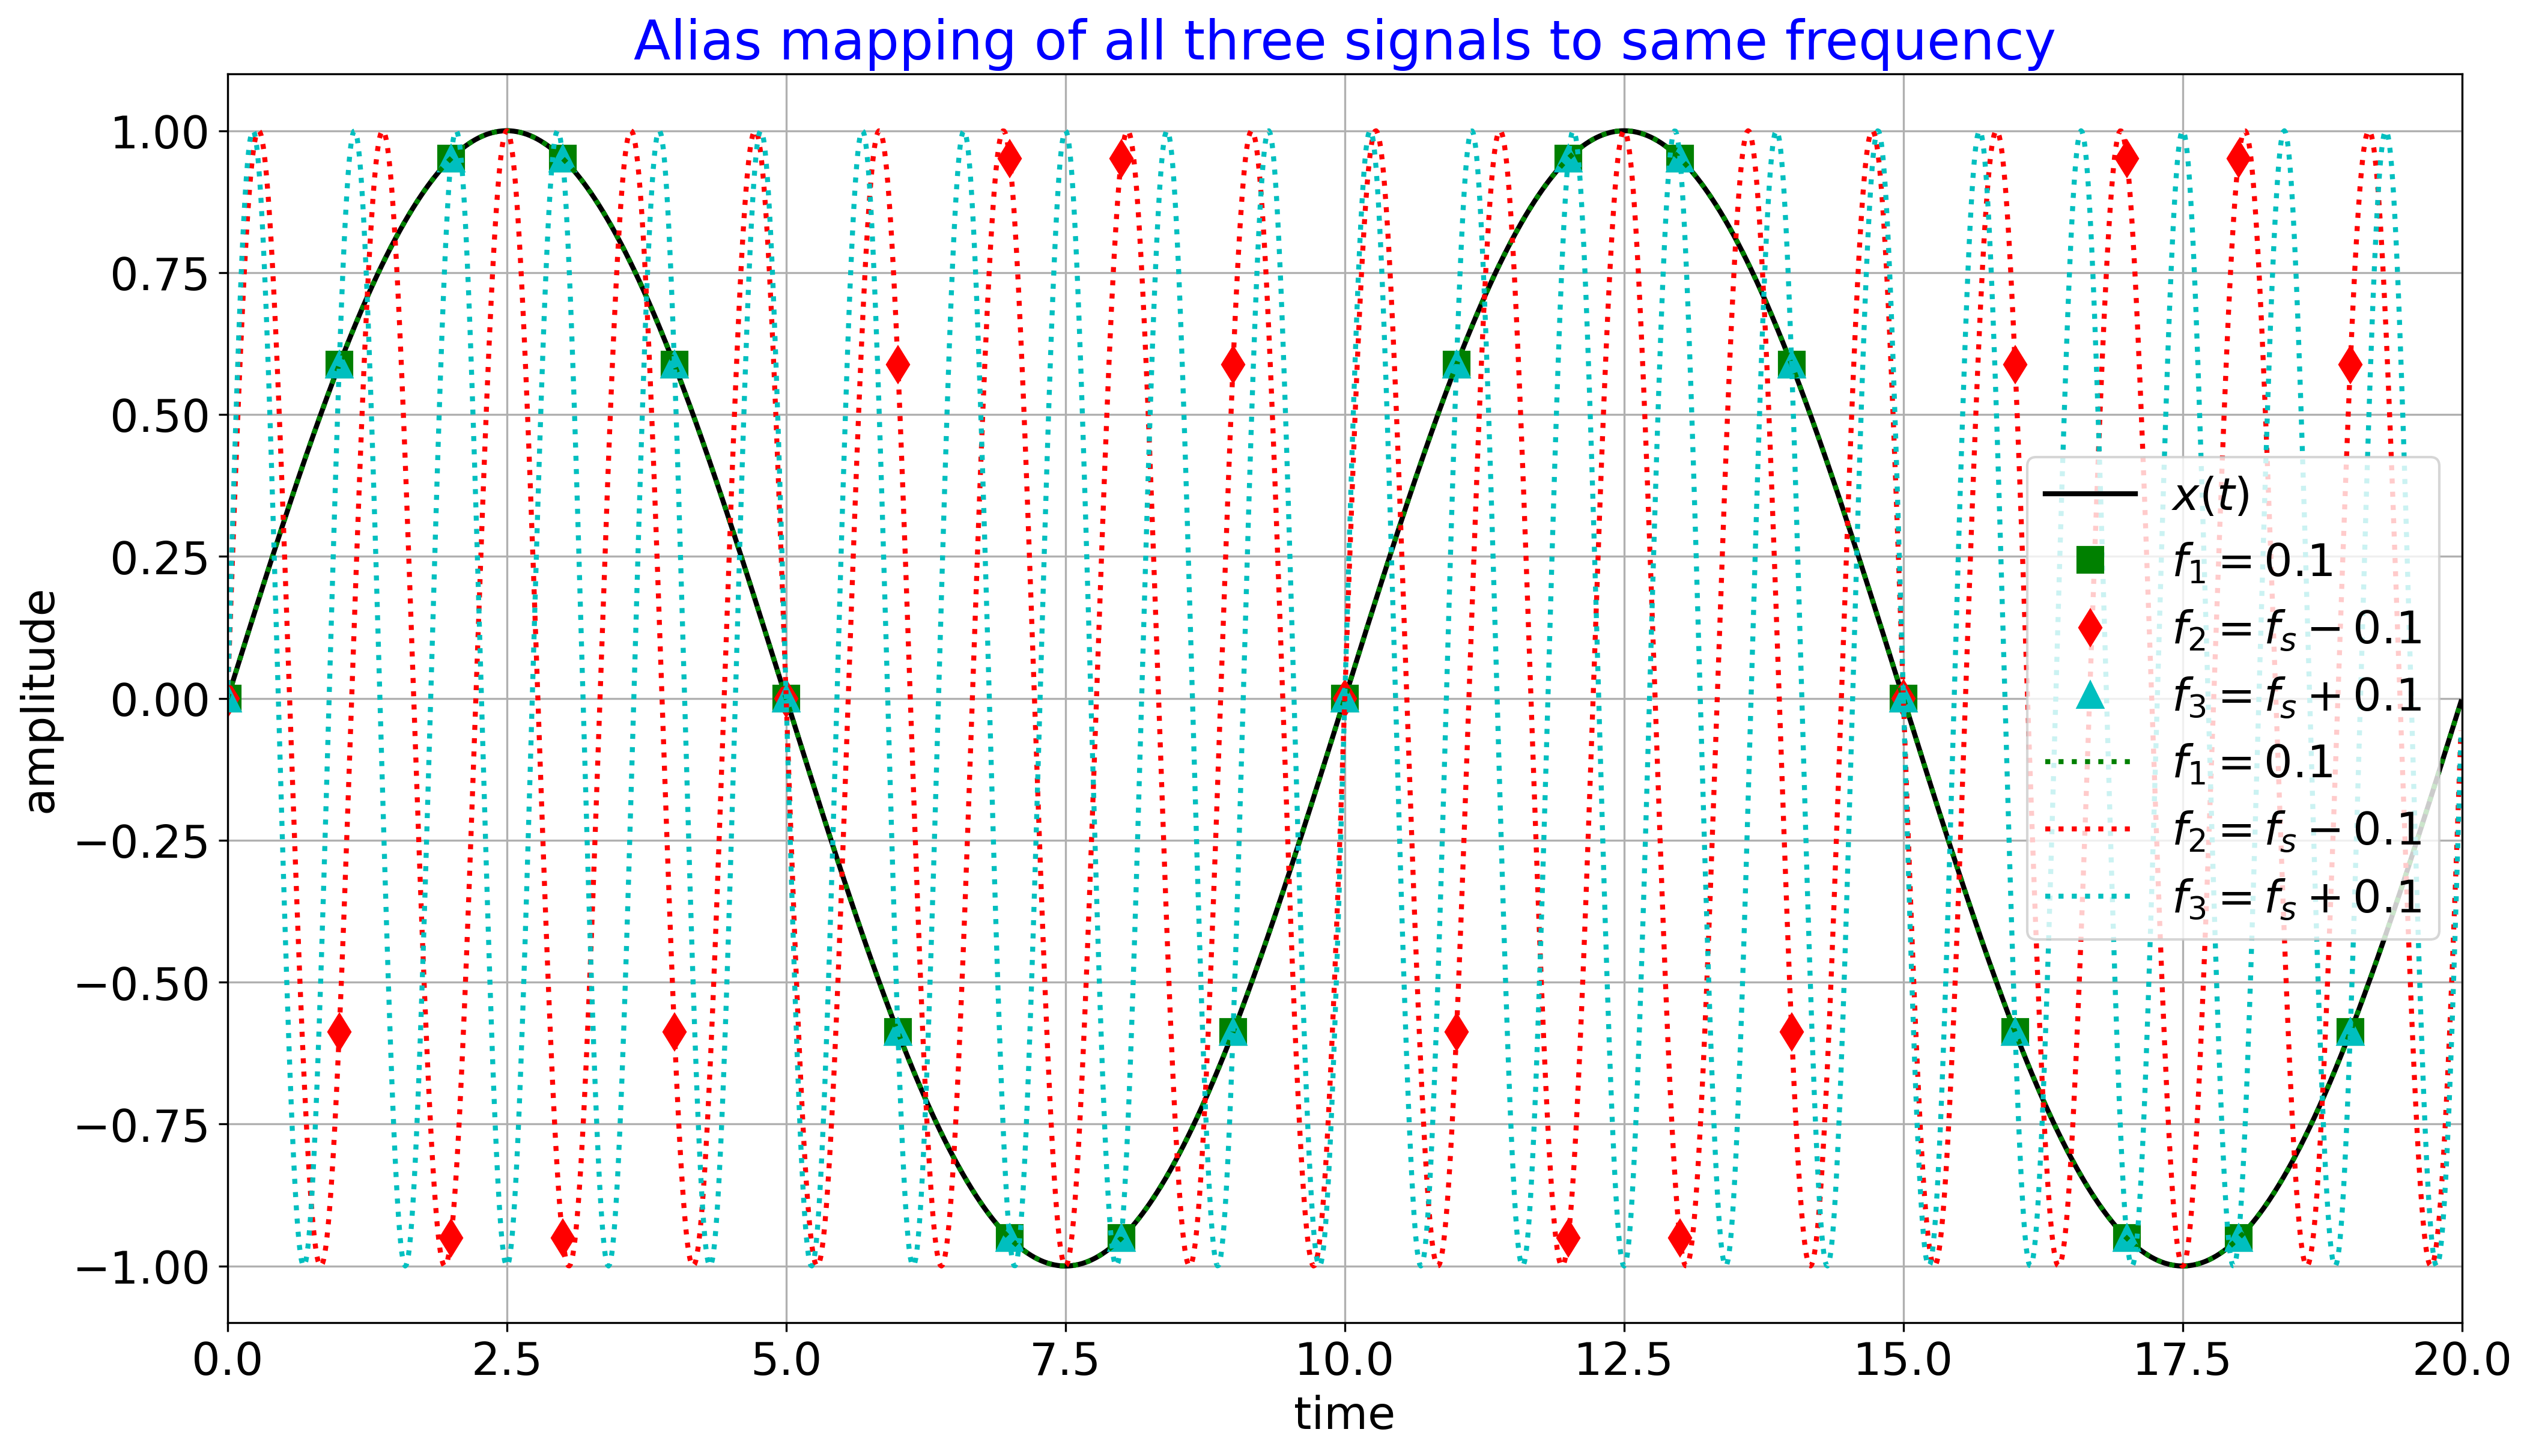 Alias mapping of all three signals to same frequency
1.00
0.75
0.50
0.25
0.00
−0.25
−0.50
−0.75
−1.00
amplitude
x(t)
f₁ = 0.1
f₂ = fₛ − 0.1
f₃ = fₛ + 0.1
f₁ = 0.1
f₂ = fₛ − 0.1
f₃ = fₛ + 0.1
0.0 2.5 5.0 7.5 10.0 12.5 15.0 17.5 20.0
time